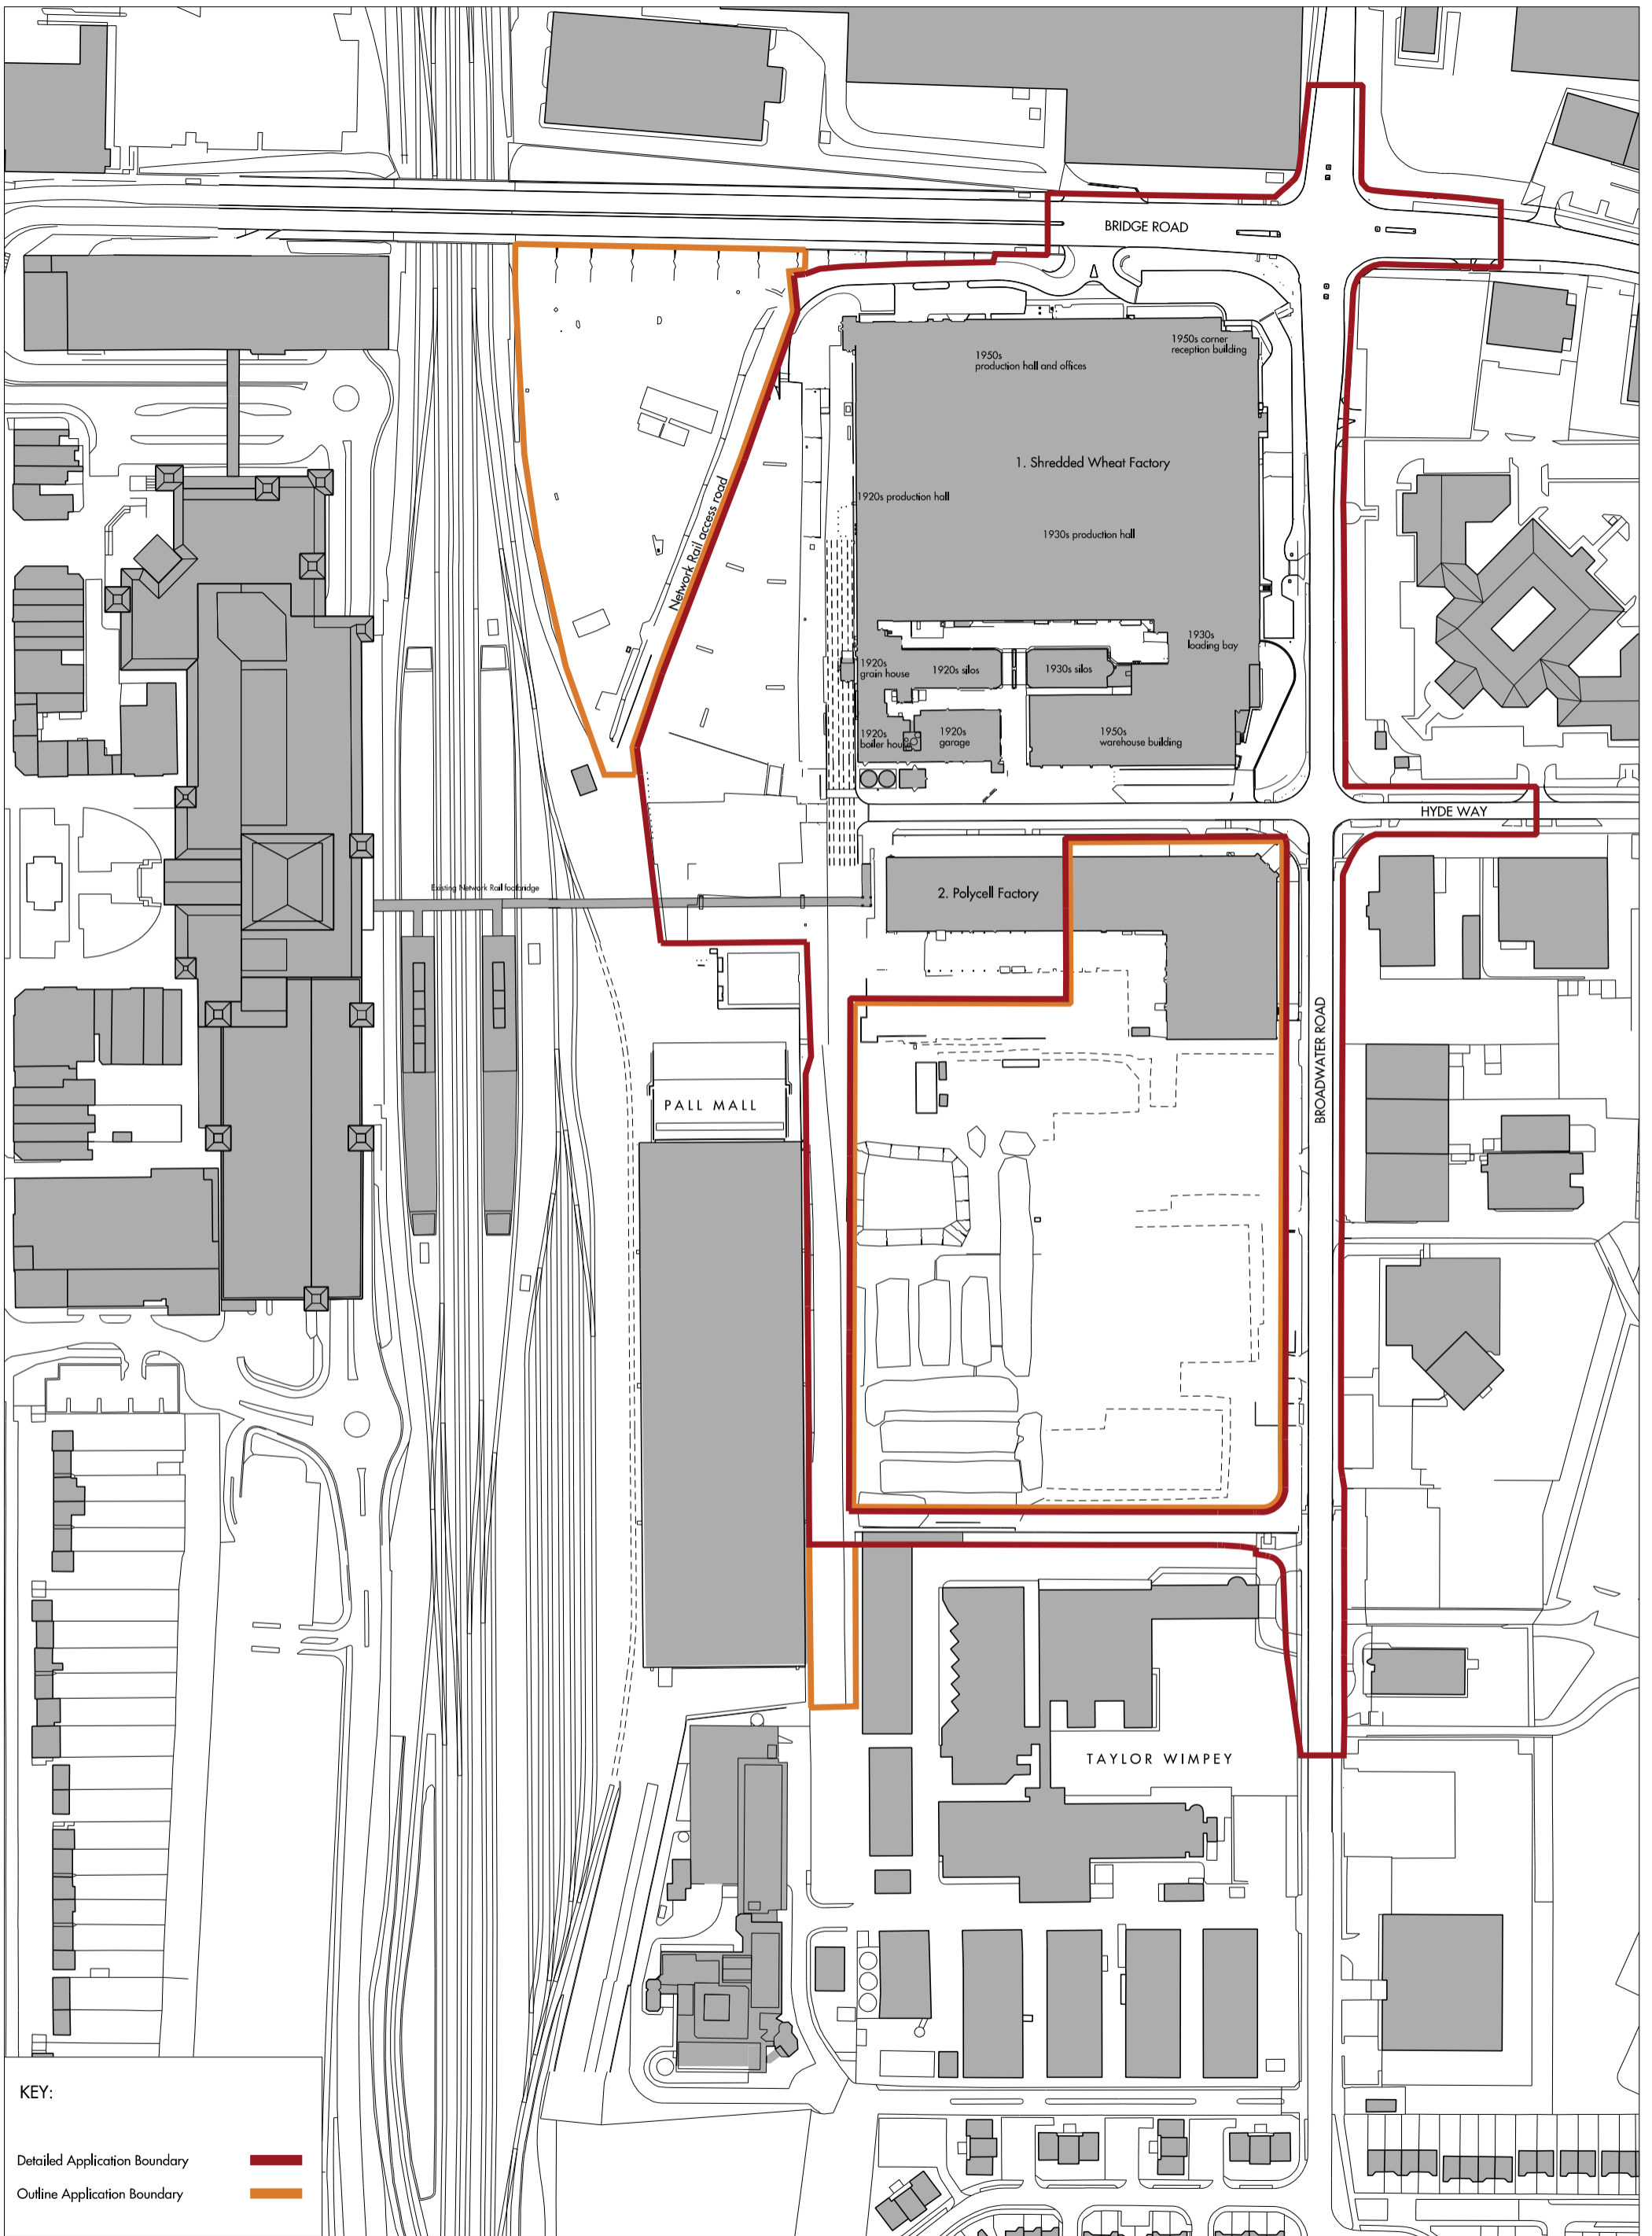 BRIDGE ROAD
1950s corner
reception building
1950s
production hall and offices
1. Shredded Wheat Factory
1920s production hall
1930s production hall
Network Rail access road
1930s
loading bay
1920s
grain house
1920s silos
1930s silos
1920s
boiler house
1920s
garage
1950s
warehouse building
HYDE WAY
Existing Network Rail footbridge
2. Polycell Factory
BROADWATER ROAD
PALL MALL
TAYLOR WIMPEY
KEY:
Detailed Application Boundary
Outline Application Boundary